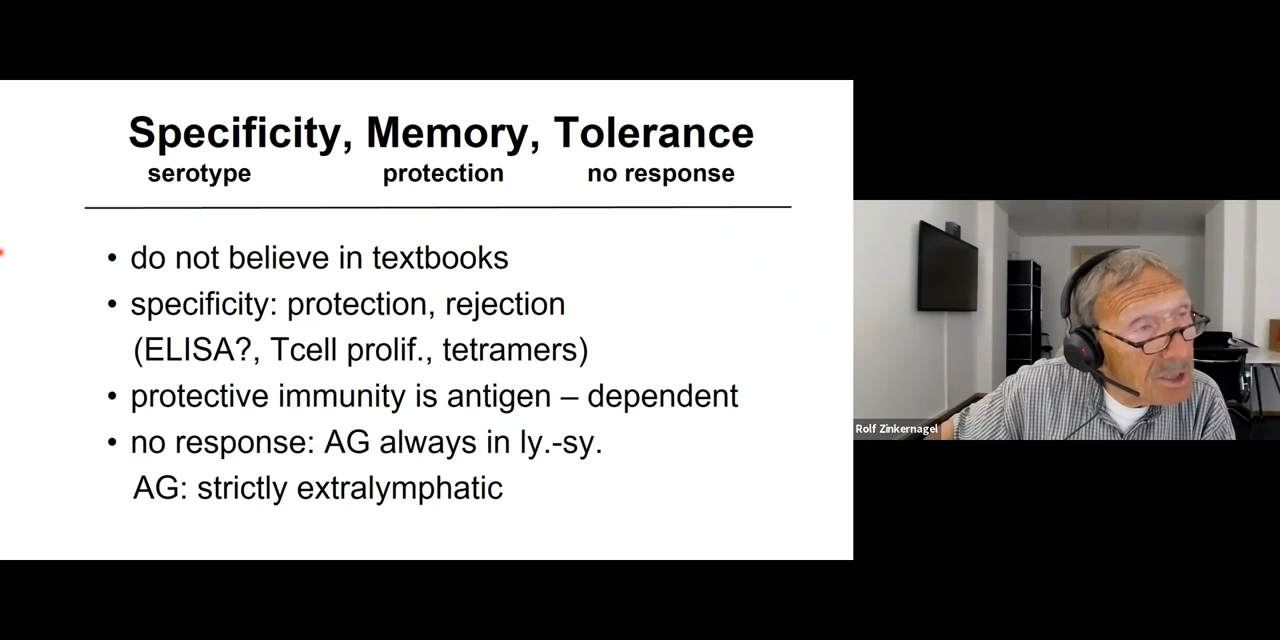 Specificity, Memory, Tolerance
serotype protection no response
• do not believe in textbooks
• specificity: protection, rejection
(ELISA?, Tcell prolif., tetramers)
• protective immunity is antigen – dependent
• no response: AG always in ly.-sy.
AG: strictly extralymphatic
Rolf Zinkernagel